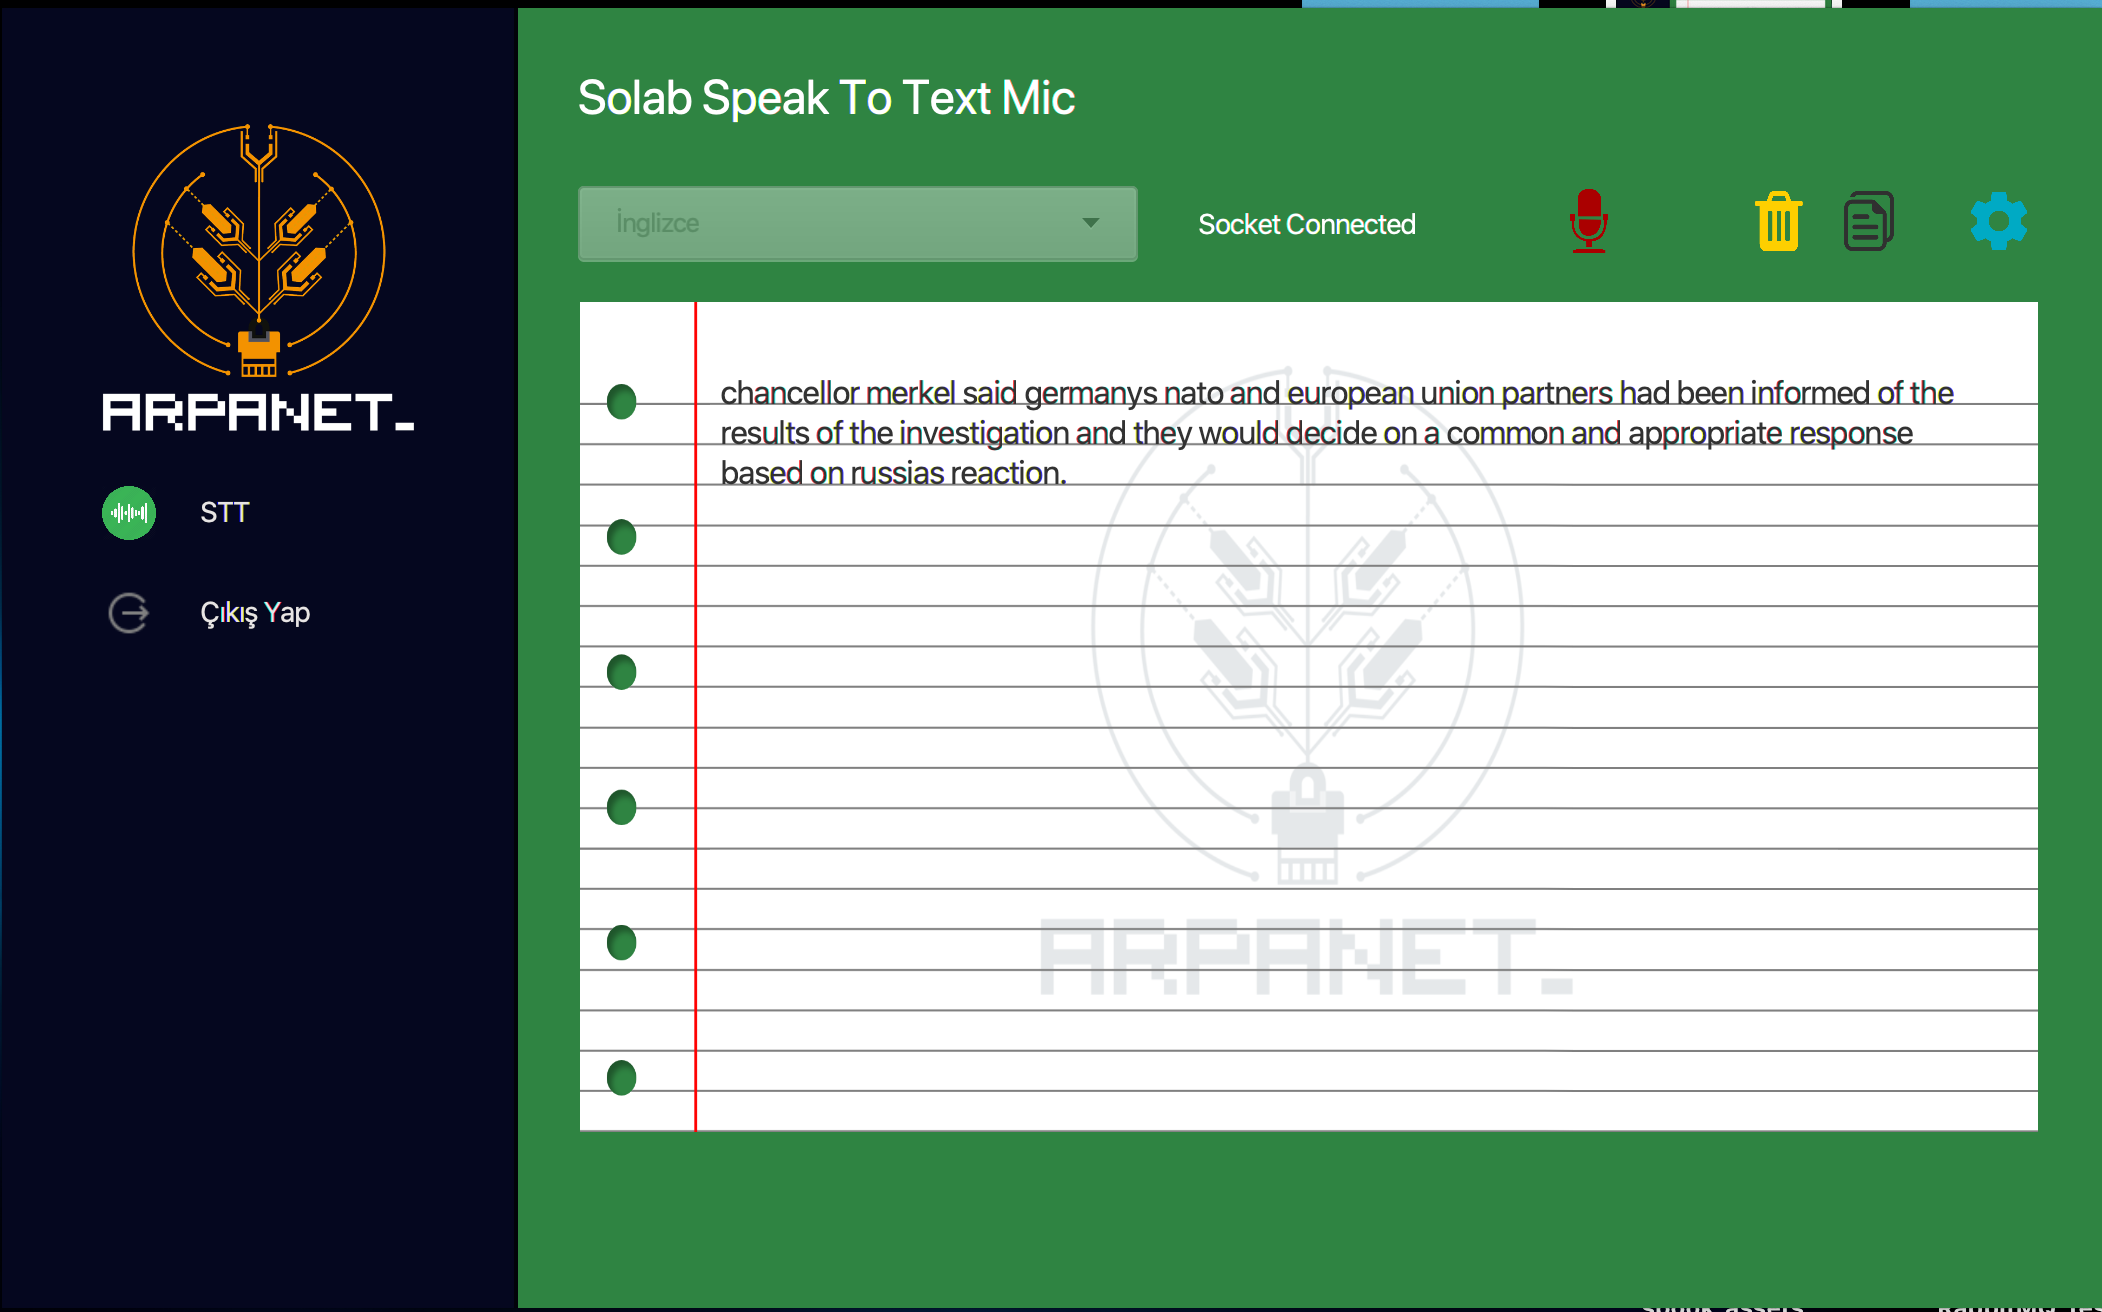 Solab Speak To Text Mic
İnglizce
Socket Connected
ARPANET_
STT
Çıkış Yap
chancellor merkel said germanys nato and european union partners had been informed of the
results of the investigation and they would decide on a common and appropriate response
based on russias reaction.
ARPANET_